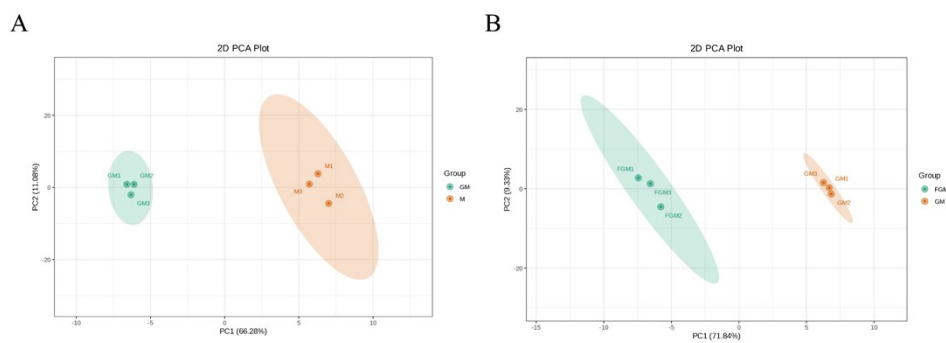 A
2D PCA Plot
PC2 (11.08%)
20
0
-20
-10
-5
0
5
10
PC1 (66.28%)
GM1
GM2
GM3
M1
M3
M2
Group
GM
M
B
2D PCA Plot
PC2 (9.33%)
20
0
-20
-15
-10
-5
0
5
10
PC1 (71.84%)
FGM1
FGM3
FGM2
GM3
GM1
GM2
Group
FGM
GM